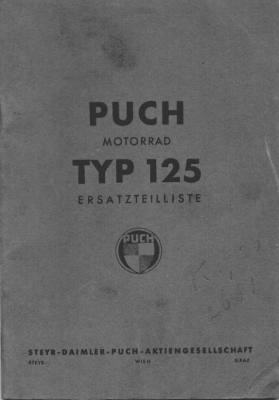 PUCH
MOTORRAD
TYP 125
ERSATZTEILLISTE
PUCH
STEYR-DAIMLER-PUCH-AKTIENGESELLSCHAFT
STEYR WIEN GRAZ